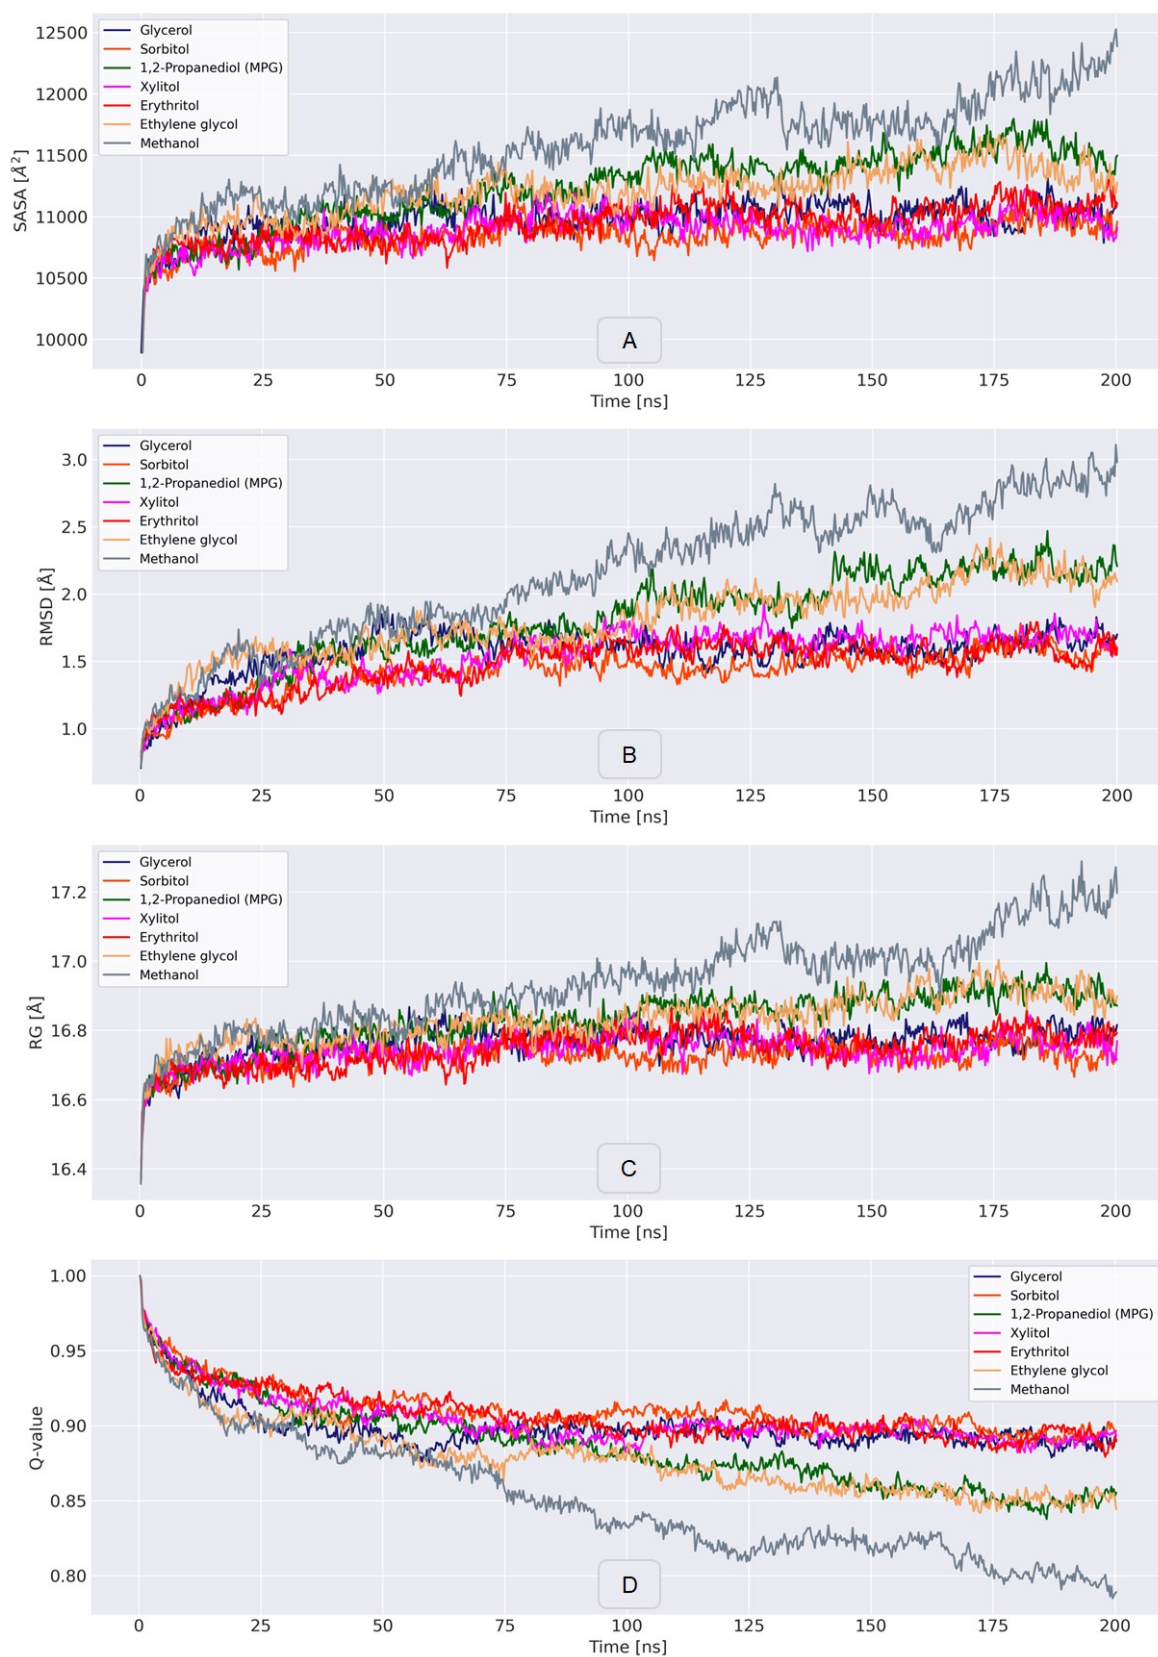 Glycerol
Sorbitol
1,2-Propanediol (MPG)
Xylitol
Erythritol
Ethylene glycol
Methanol
12500
12000
11500
11000
10500
10000
SASA [Å²]
A
0 25 50 75 100 125 150 175 200
Time [ns]
Glycerol
Sorbitol
1,2-Propanediol (MPG)
Xylitol
Erythritol
Ethylene glycol
Methanol
3.0
2.5
2.0
1.5
1.0
RMSD [Å]
B
0 25 50 75 100 125 150 175 200
Time [ns]
Glycerol
Sorbitol
1,2-Propanediol (MPG)
Xylitol
Erythritol
Ethylene glycol
Methanol
17.2
17.0
16.8
16.6
16.4
RG [Å]
C
0 25 50 75 100 125 150 175 200
Time [ns]
Glycerol
Sorbitol
1,2-Propanediol (MPG)
Xylitol
Erythritol
Ethylene glycol
Methanol
1.00
0.95
0.90
0.85
0.80
Q-value
D
0 25 50 75 100 125 150 175 200
Time [ns]